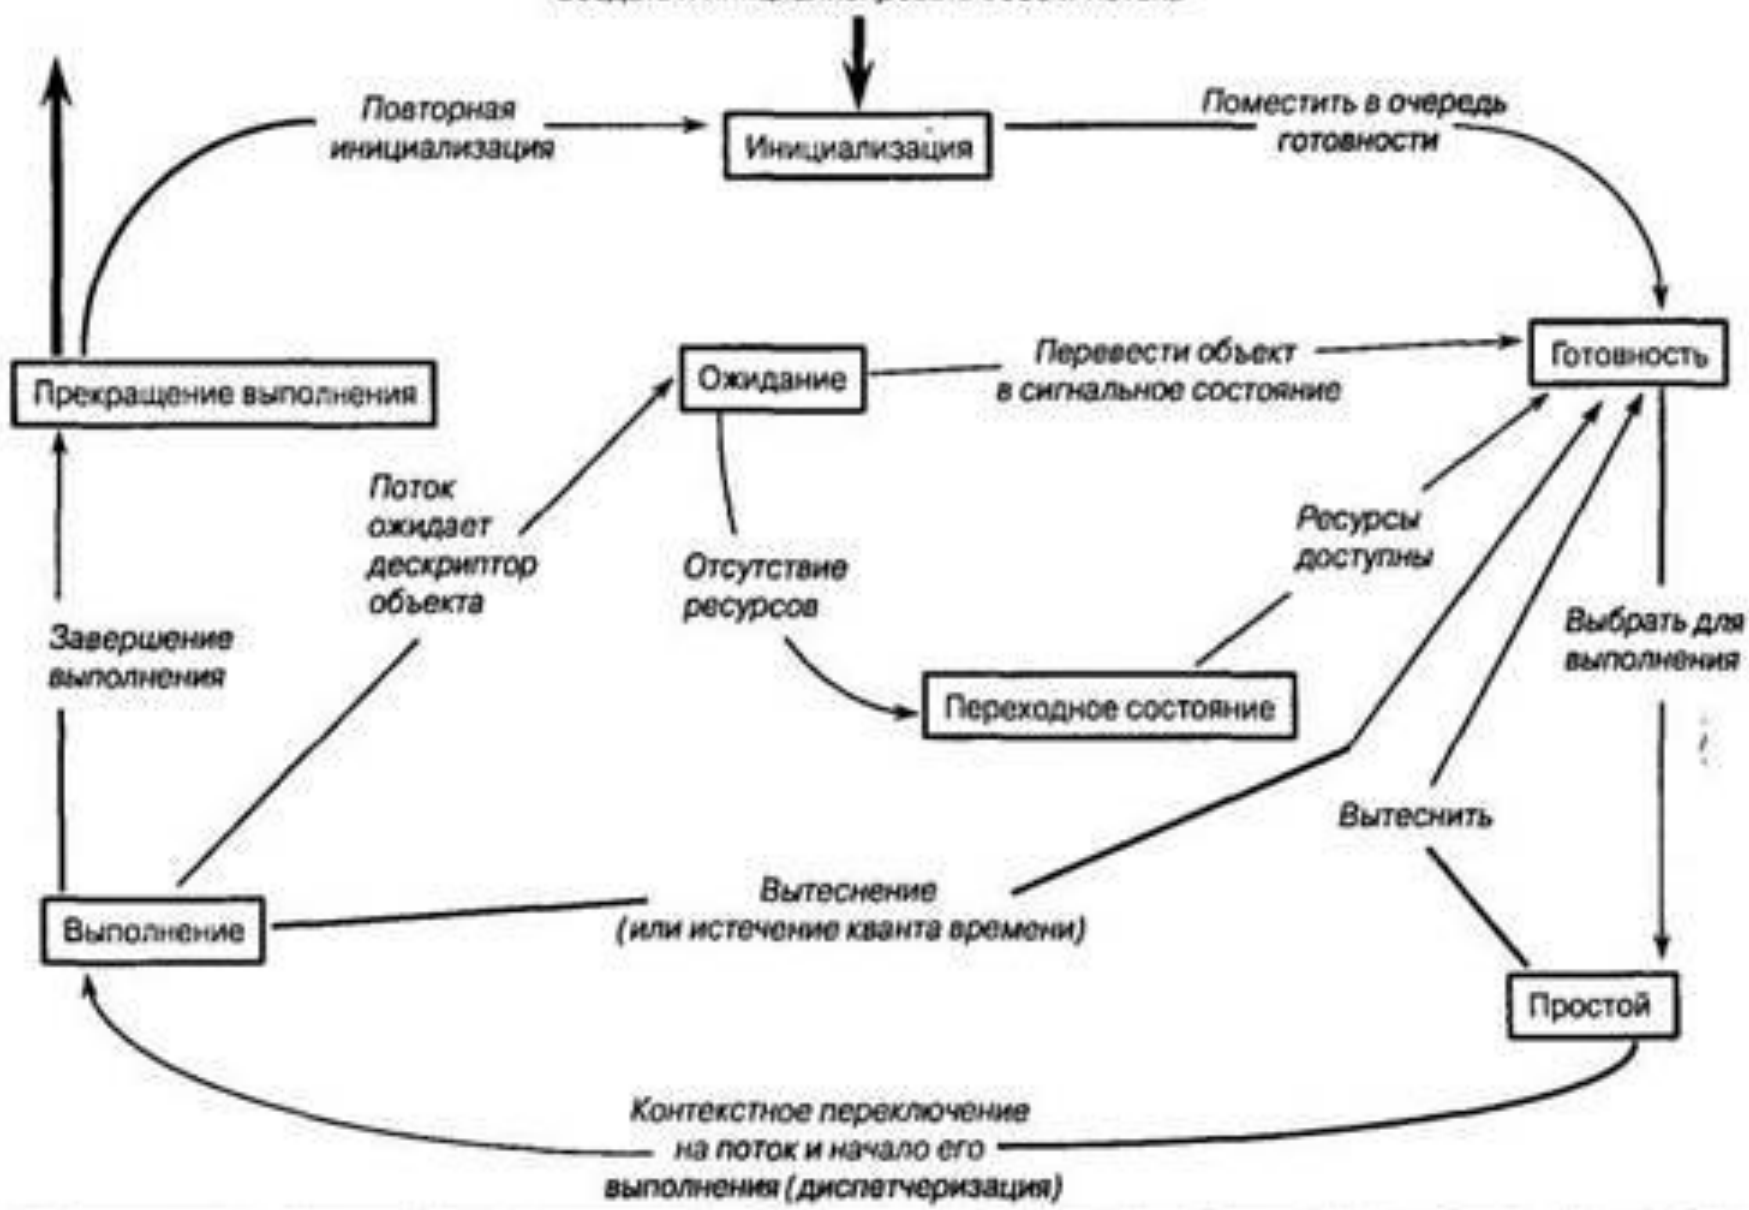 Повторная
инициализация
Инициализация
Поместить в очередь
готовности
Прекращение выполнения
Ожидание
Перевести объект
в сигнальное состояние
Готовность
Поток
ожидает
дескриптор
объекта
Отсутствие
ресурсов
Ресурсы
доступны
Завершение
выполнения
Выбрать для
выполнения
Переходное состояние
Вытеснить
Выполнение
Вытеснение
(или истечение кванта времени)
Простой
Контекстное переключение
на поток и начало его
выполнения (диспетчеризация)